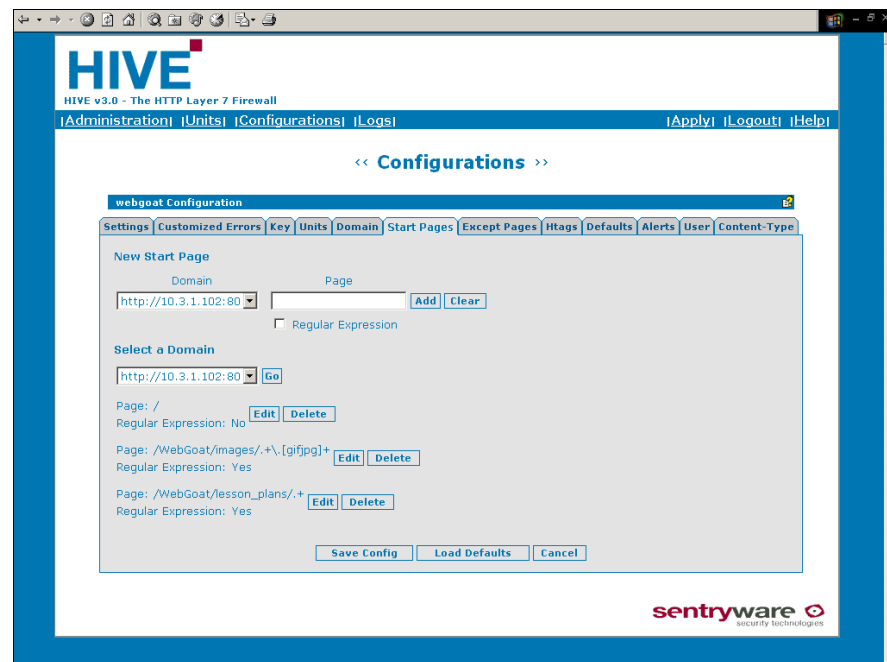 HIVE
HIVE v3.0 - The HTTP Layer 7 Firewall
|Administration| |Units| |Configurations| |Logs| |Apply| |Logout| |Help|
‹‹ Configurations ››
webgoat Configuration
Settings Customized Errors Key Units Domain Start Pages Except Pages Htags Defaults Alerts User Content-Type
New Start Page
Domain Page
http://10.3.1.102:80 Add Clear
Regular Expression
Select a Domain
http://10.3.1.102:80 Go
Page: /
Regular Expression: No
Edit Delete
Page: /WebGoat/images/.+\.[gifjpg]+
Regular Expression: Yes
Edit Delete
Page: /WebGoat/lesson_plans/.+
Regular Expression: Yes
Edit Delete
Save Config Load Defaults Cancel
sentryware
security technologies